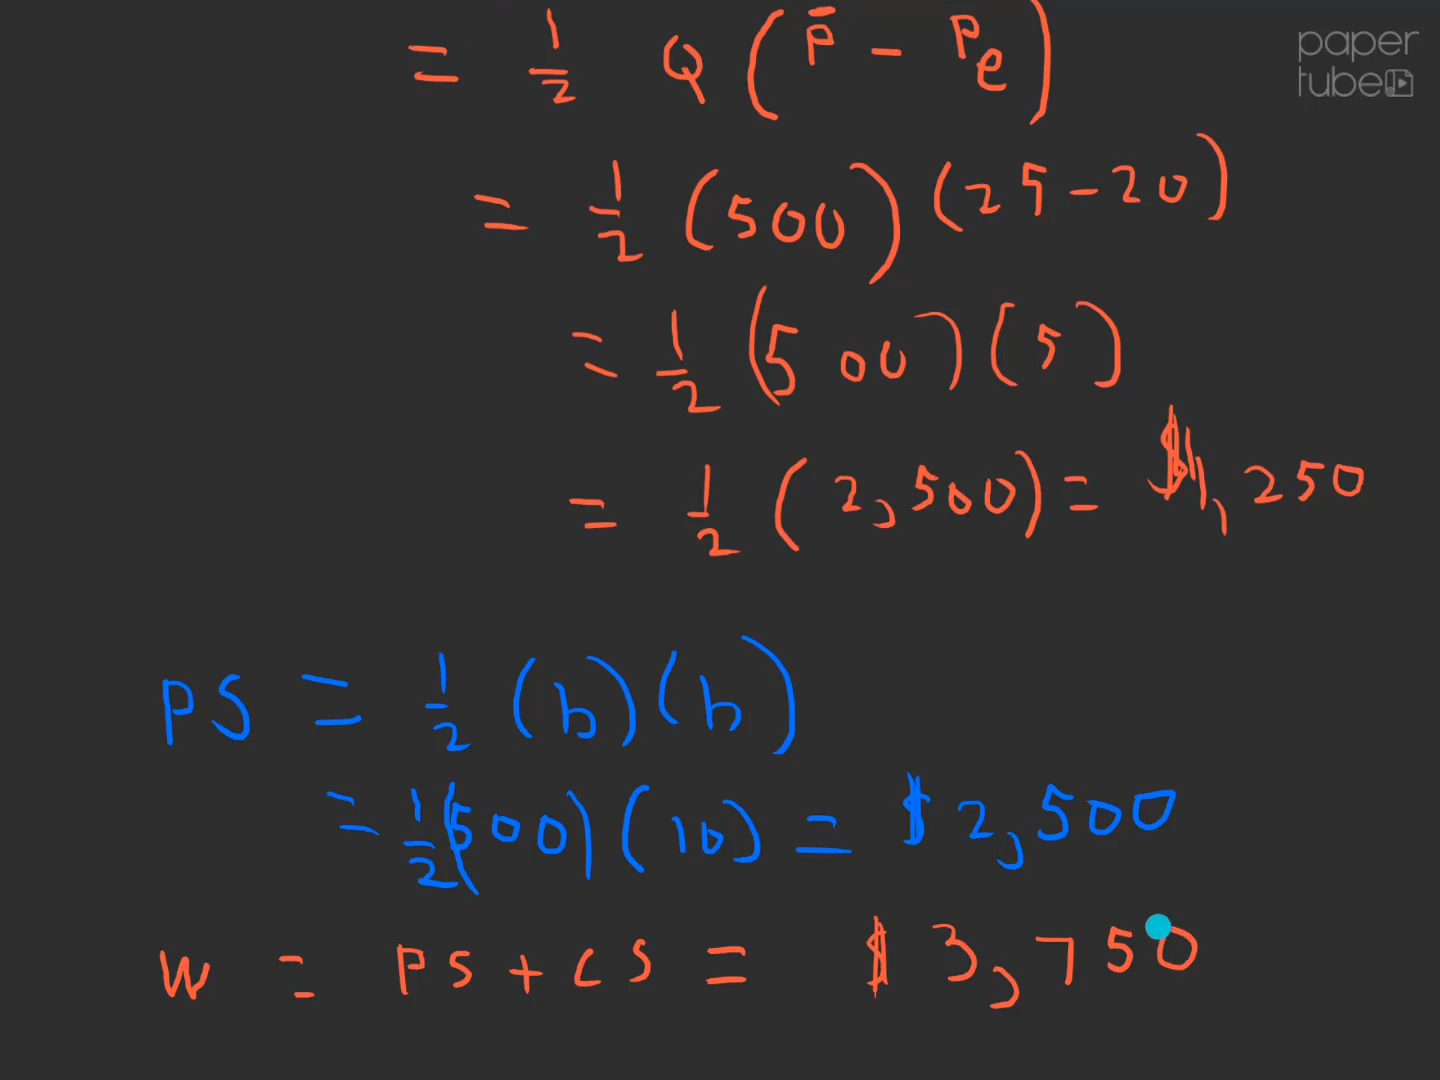 paper
tube
= 1/2 Q (P̄ - Pe)
= 1/2 (500) (25-20)
= 1/2 (500) (5)
= 1/2 (2,500) = $1,250
PS = 1/2 (b)(h)
= 1/2 (500) (10) = $2,500
W = PS + CS = $3,750